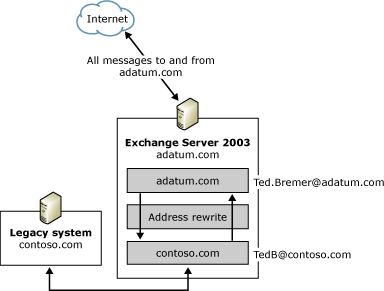 Internet
All messages to and from
adatum.com
Exchange Server 2003
adatum.com
adatum.com
Ted.Bremer@adatum.com
Address rewrite
Legacy system
contoso.com
contoso.com
TedB@contoso.com